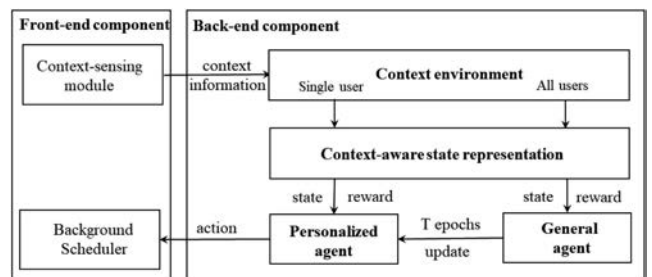 Front-end component
Back-end component
Context-sensing
module
context
information
Context environment
Single user
All users
Context-aware state representation
state
reward
state
reward
Background
Scheduler
action
Personalized
agent
T epochs
update
General
agent